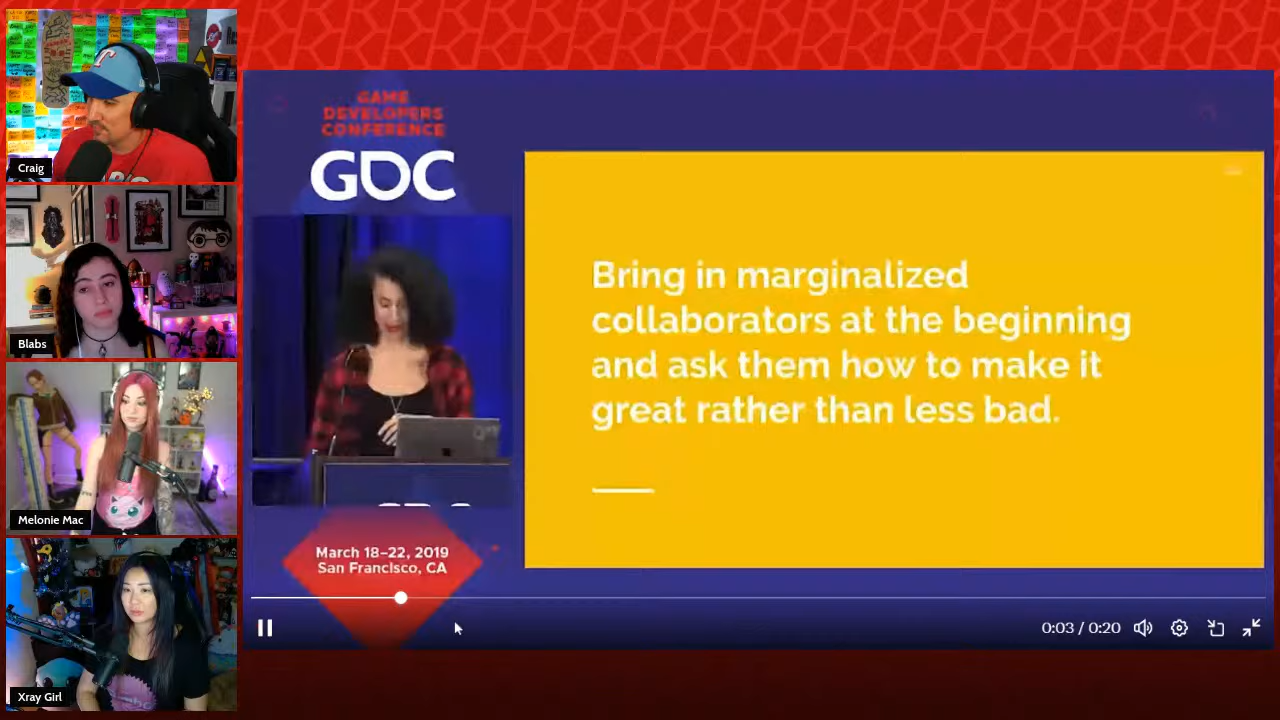 Craig
Blabs
Melonie Mac
Xray Girl
GAME
DEVELOPERS
CONFERENCE
GDC
March 18-22, 2019
San Francisco, CA
Bring in marginalized
collaborators at the beginning
and ask them how to make it
great rather than less bad.
0:03 / 0:20